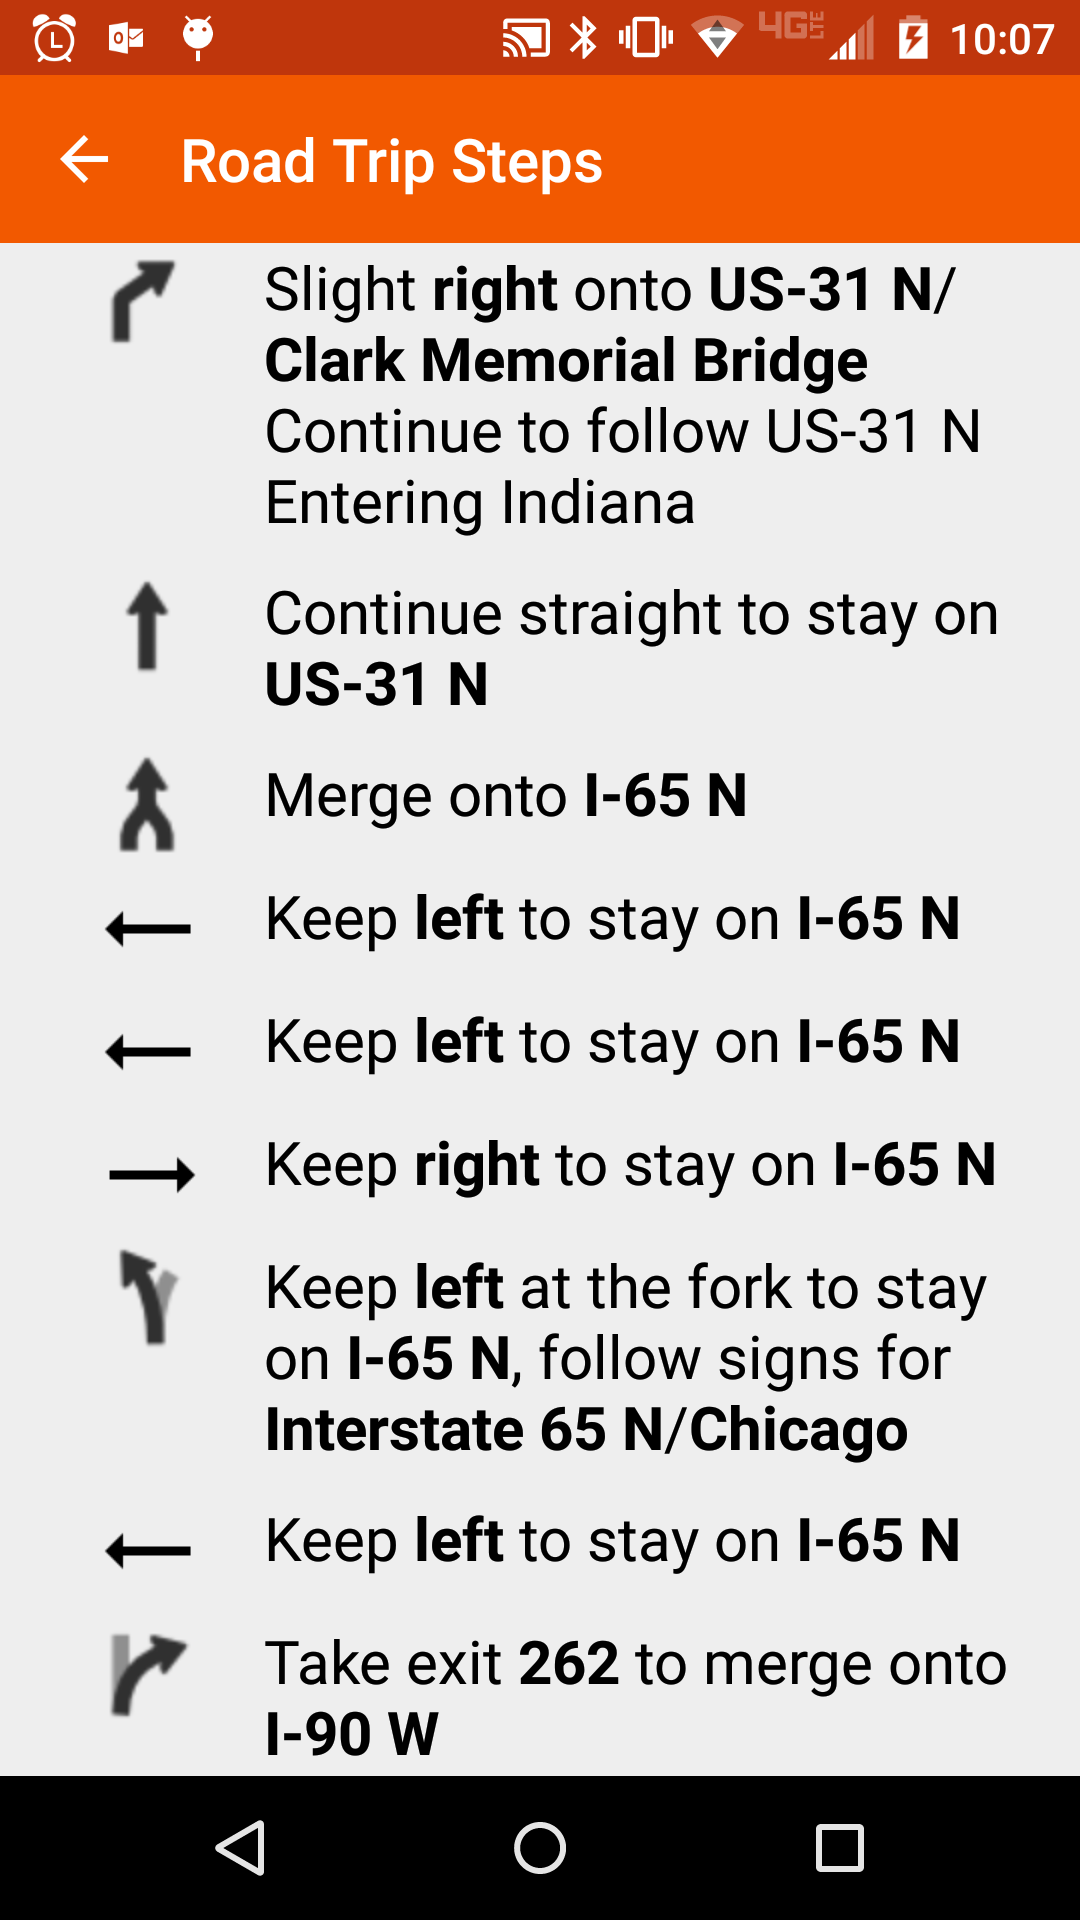 4G LTE 10:07
Road Trip Steps
Slight right onto US-31 N/
Clark Memorial Bridge
Continue to follow US-31 N
Entering Indiana
Continue straight to stay on
US-31 N
Merge onto I-65 N
Keep left to stay on I-65 N
Keep left to stay on I-65 N
Keep right to stay on I-65 N
Keep left at the fork to stay
on I-65 N, follow signs for
Interstate 65 N/Chicago
Keep left to stay on I-65 N
Take exit 262 to merge onto
I-90 W